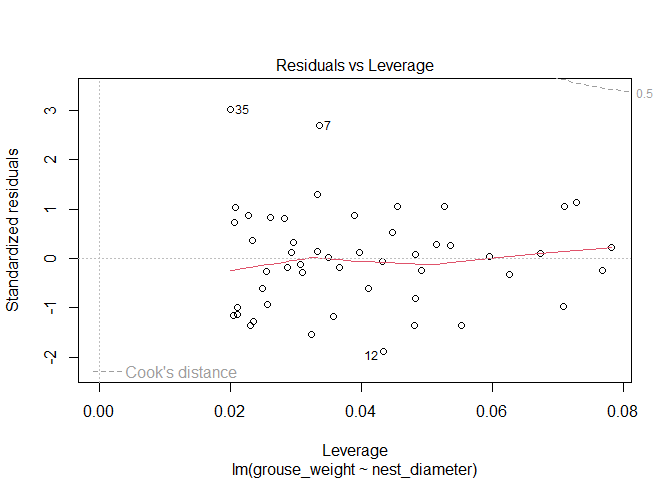 Residuals vs Leverage
Standardized residuals
3
2
1
0
-1
-2
35
7
12
0.5
Cook's distance
0.00 0.02 0.04 0.06 0.08
Leverage
lm(grouse_weight ~ nest_diameter)